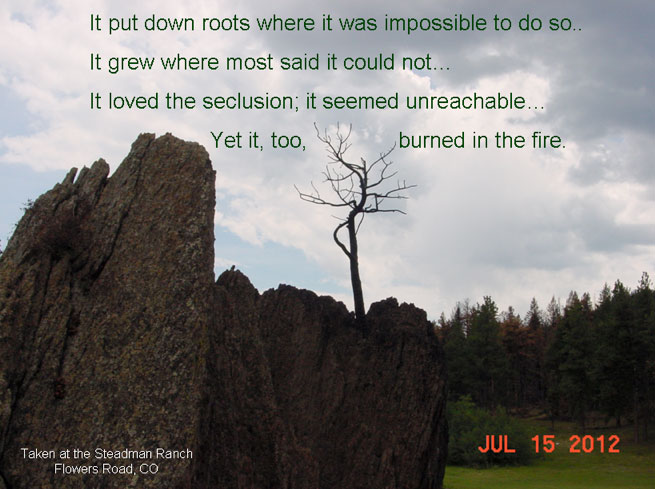 It put down roots where it was impossible to do so..
It grew where most said it could not...
It loved the seclusion; it seemed unreachable...
Yet it, too, burned in the fire.
Taken at the Steadman Ranch
Flowers Road, CO
JUL 15 2012